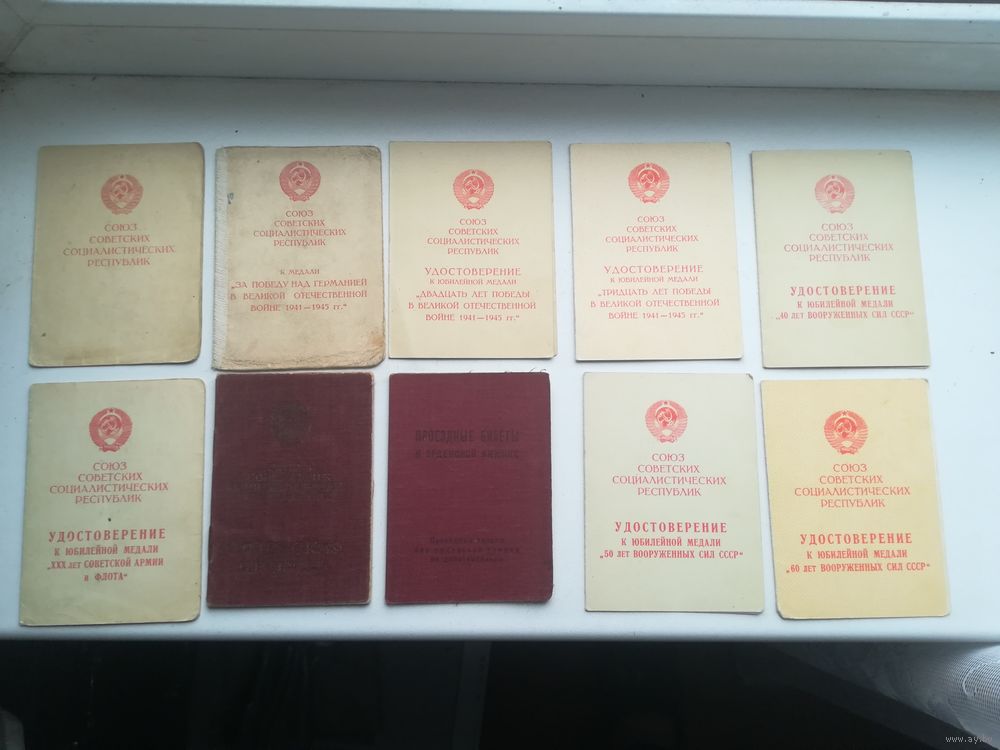 СОЮЗ
СОВЕТСКИХ
СОЦИАЛИСТИЧЕСКИХ
РЕСПУБЛИК
СОЮЗ
СОВЕТСКИХ
СОЦИАЛИСТИЧЕСКИХ
РЕСПУБЛИК
К МЕДАЛИ
„ЗА ПОБЕДУ НАД ГЕРМАНИЕЙ
В ВЕЛИКОЙ ОТЕЧЕСТВЕННОЙ
ВОЙНЕ 1941—1945 гг."
СОЮЗ
СОВЕТСКИХ
СОЦИАЛИСТИЧЕСКИХ
РЕСПУБЛИК
УДОСТОВЕРЕНИЕ
К ЮБИЛЕЙНОЙ МЕДАЛИ
„ДВАДЦАТЬ ЛЕТ ПОБЕДЫ
В ВЕЛИКОЙ ОТЕЧЕСТВЕННОЙ
ВОЙНЕ 1941—1945 гг."
СОЮЗ
СОВЕТСКИХ
СОЦИАЛИСТИЧЕСКИХ
РЕСПУБЛИК
УДОСТОВЕРЕНИЕ
К ЮБИЛЕЙНОЙ МЕДАЛИ
„ТРИДЦАТЬ ЛЕТ ПОБЕДЫ
В ВЕЛИКОЙ ОТЕЧЕСТВЕННОЙ
ВОЙНЕ 1941—1945 гг."
СОЮЗ
СОВЕТСКИХ
СОЦИАЛИСТИЧЕСКИХ
РЕСПУБЛИК
УДОСТОВЕРЕНИЕ
К ЮБИЛЕЙНОЙ МЕДАЛИ
„40 ЛЕТ ВООРУЖЕННЫХ СИЛ СССР"
СОЮЗ
СОВЕТСКИХ
СОЦИАЛИСТИЧЕСКИХ
РЕСПУБЛИК
УДОСТОВЕРЕНИЕ
К ЮБИЛЕЙНОЙ МЕДАЛИ
"XXX ЛЕТ СОВЕТСКОЙ АРМИИ
и ФЛОТА"
ПРОЕЗДНЫЕ БИЛЕТЫ
К ОРДЕНСКОЙ КНИЖКЕ
СОЮЗ
СОВЕТСКИХ
СОЦИАЛИСТИЧЕСКИХ
РЕСПУБЛИК
УДОСТОВЕРЕНИЕ
К ЮБИЛЕЙНОЙ МЕДАЛИ
„50 ЛЕТ ВООРУЖЕННЫХ СИЛ СССР"
СОЮЗ
СОВЕТСКИХ
СОЦИАЛИСТИЧЕСКИХ
РЕСПУБЛИК
УДОСТОВЕРЕНИЕ
К ЮБИЛЕЙНОЙ МЕДАЛИ
„60 ЛЕТ ВООРУЖЕННЫХ СИЛ СССР"